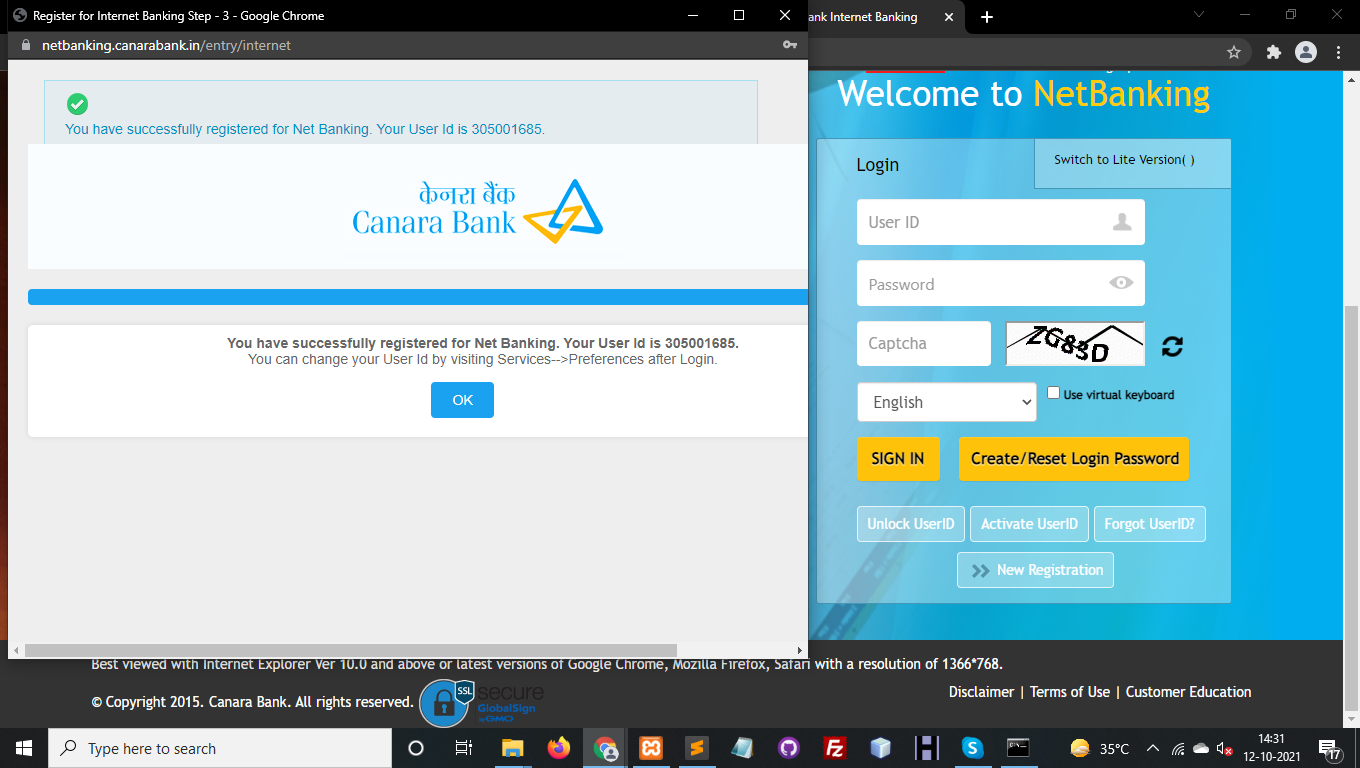 Register for Internet Banking Step - 3 - Google Chrome
netbanking.canarabank.in/entry/internet
You have successfully registered for Net Banking. Your User Id is 305001685.
केनरा बैंक
Canara Bank
You have successfully registered for Net Banking. Your User Id is 305001685.
You can change your User Id by visiting Services-->Preferences after Login.
OK
ank Internet Banking
Welcome to NetBanking
Login
Switch to Lite Version( )
User ID
Password
Captcha
ZG83D
English
Use virtual keyboard
SIGN IN
Create/Reset Login Password
Unlock UserID
Activate UserID
Forgot UserID?
New Registration
Best viewed with Internet Explorer Ver 10.0 and above or latest versions of Google Chrome, Mozilla Firefox, Safari with a resolution of 1366*768.
© Copyright 2015. Canara Bank. All rights reserved.
SSL
secure
GlobalSign
by GMO
Disclaimer | Terms of Use | Customer Education
Type here to search
35°C
14:31
12-10-2021
17